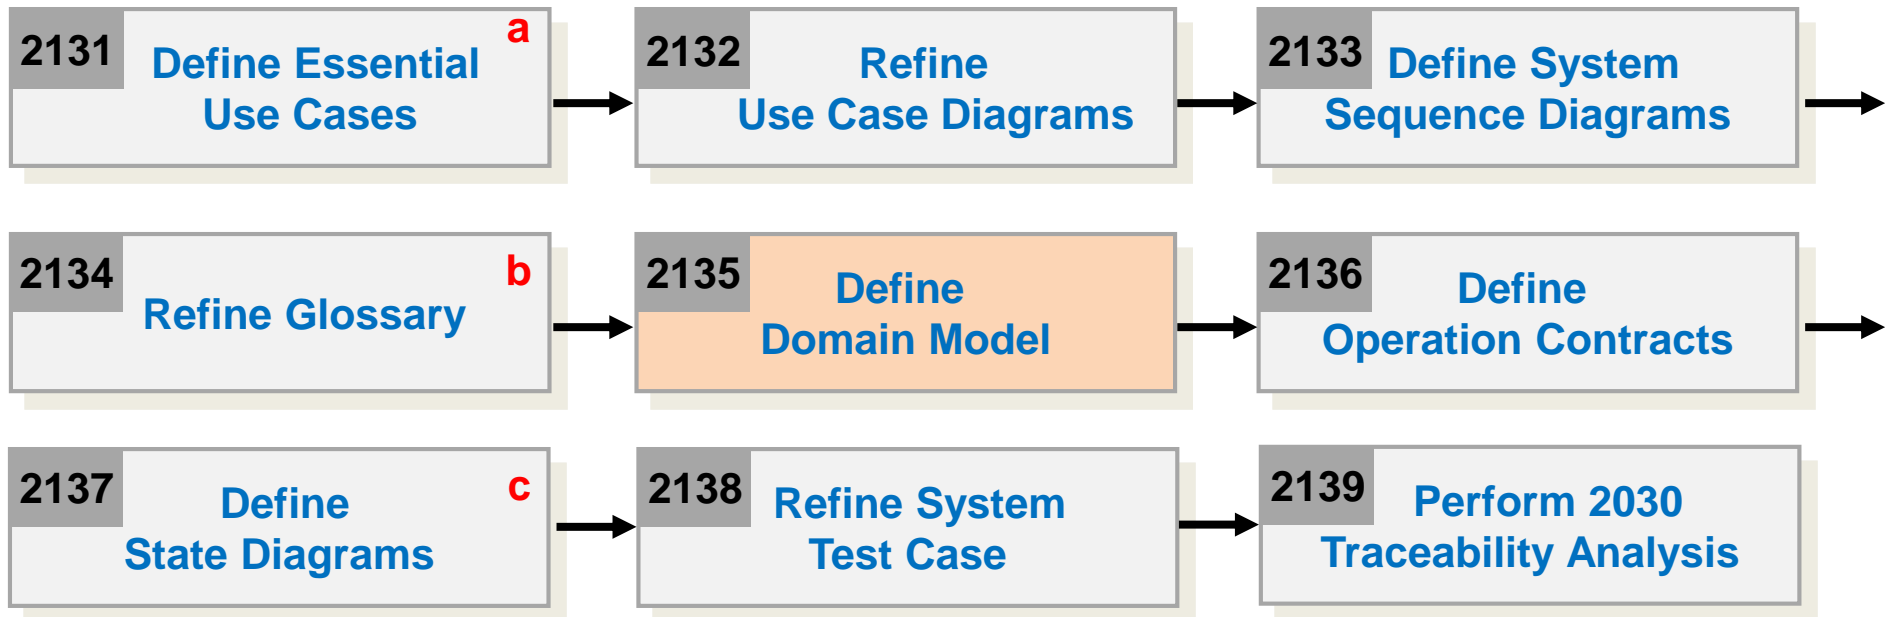 2131
a
Define Essential
Use Cases
2132
Refine
Use Case Diagrams
2133
Define System
Sequence Diagrams
2134
b
Refine Glossary
2135
Define
Domain Model
2136
Define
Operation Contracts
2137
c
Define
State Diagrams
2138
Refine System
Test Case
2139
Perform 2030
Traceability Analysis